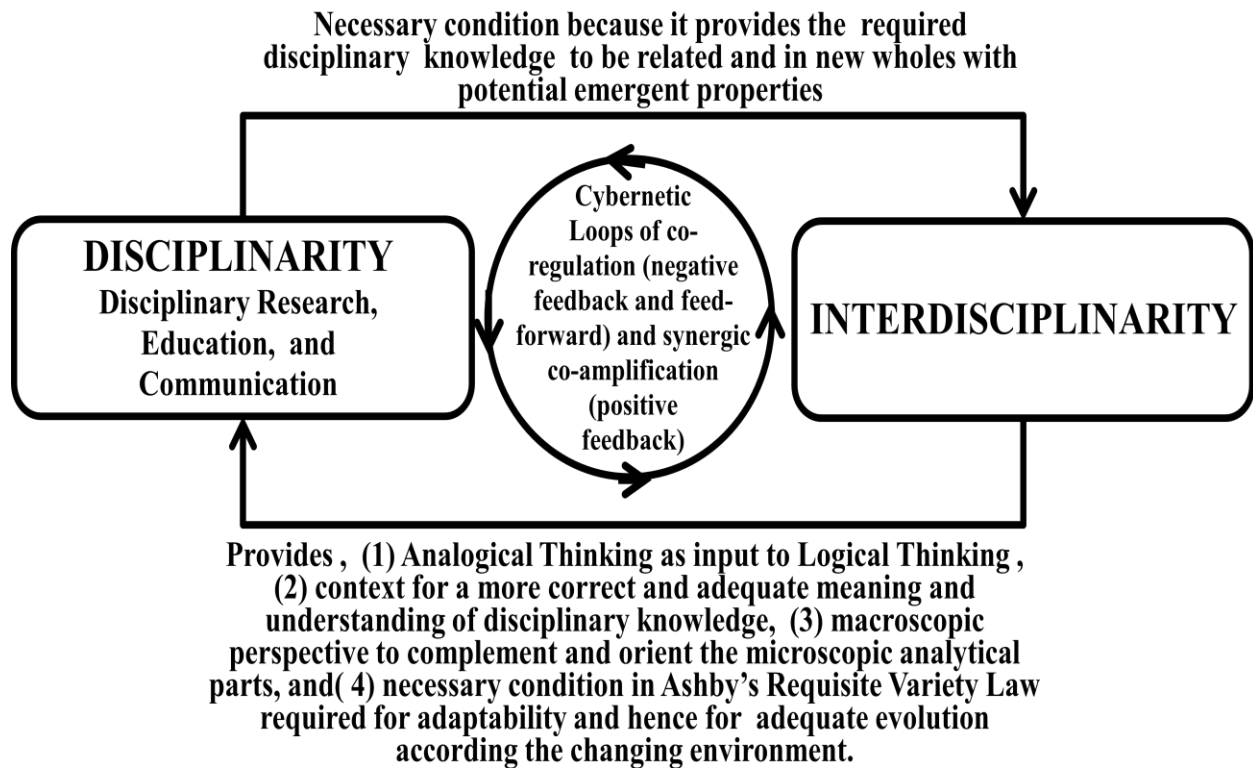 Necessary condition because it provides the required
disciplinary knowledge to be related and in new wholes with
potential emergent properties
DISCIPLINARITY
Disciplinary Research,
Education, and
Communication
Cybernetic
Loops of co-
regulation (negative
feedback and feed-
forward) and synergic
co-amplification
(positive
feedback)
INTERDISCIPLINARITY
Provides , (1) Analogical Thinking as input to Logical Thinking ,
(2) context for a more correct and adequate meaning and
understanding of disciplinary knowledge, (3) macroscopic
perspective to complement and orient the microscopic analytical
parts, and( 4) necessary condition in Ashby's Requisite Variety Law
required for adaptability and hence for adequate evolution
according the changing environment.